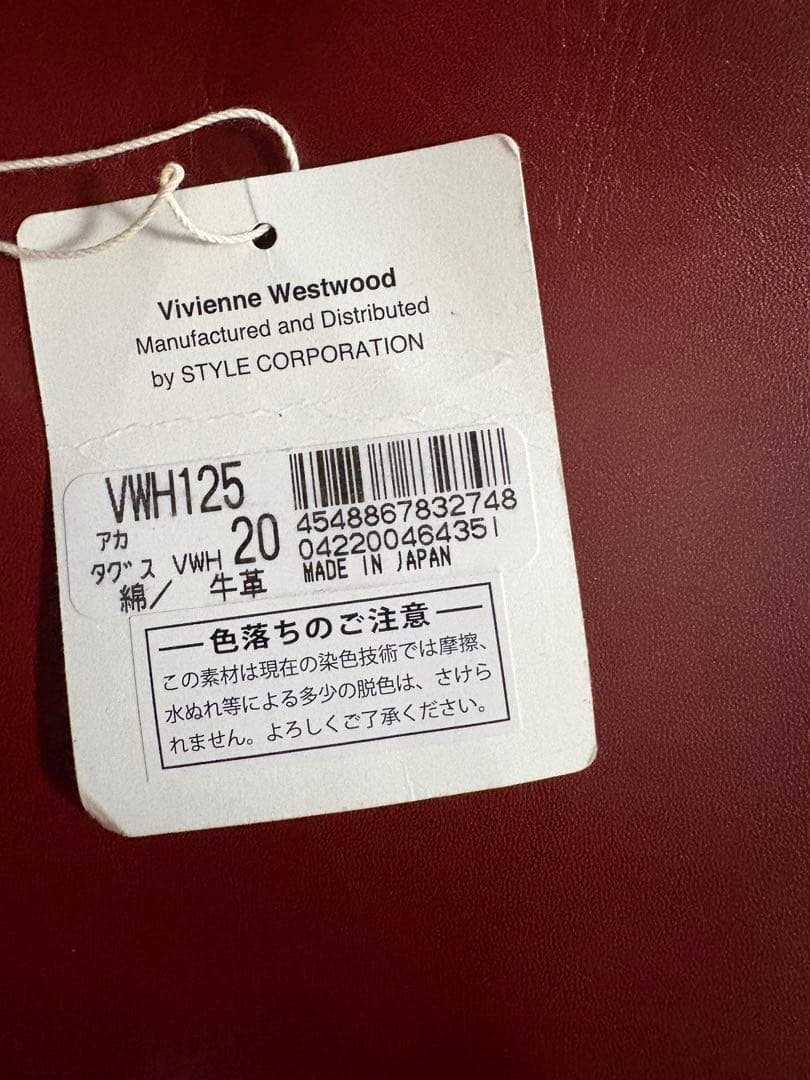 Vivienne Westwood
Manufactured and Distributed
by STYLE CORPORATION
VWH125
4548867832748
アカ
20
042200464351
タグス VWH
MADE IN JAPAN
綿/ 牛革
色落ちのご注意
この素材は現在の染色技術では摩擦、
水ぬれ等による多少の脱色は、さけら
れません。よろしくご了承ください。